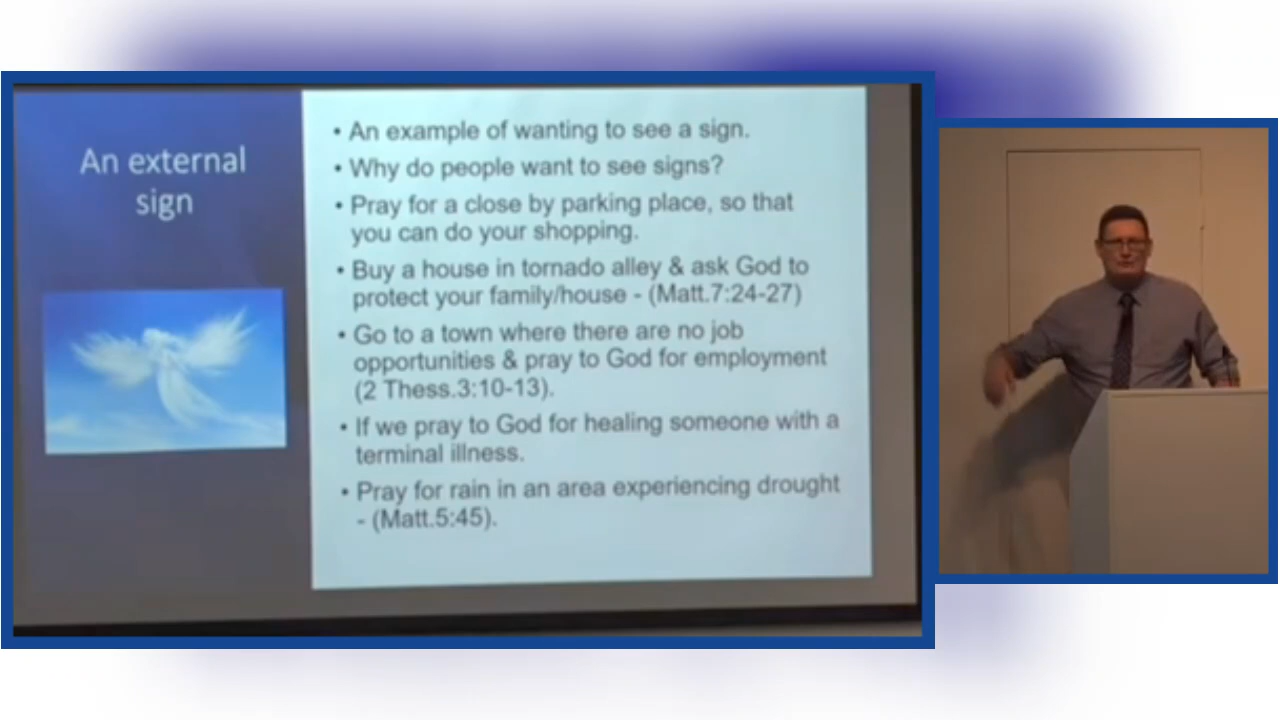 An external
sign
• An example of wanting to see a sign.
• Why do people want to see signs?
• Pray for a close by parking place, so that
you can do your shopping.
• Buy a house in tornado alley & ask God to
protect your family/house - (Matt.7:24-27)
• Go to a town where there are no job
opportunities & pray to God for employment
(2 Thess.3:10-13).
• If we pray to God for healing someone with a
terminal illness.
• Pray for rain in an area experiencing drought
- (Matt.5:45).